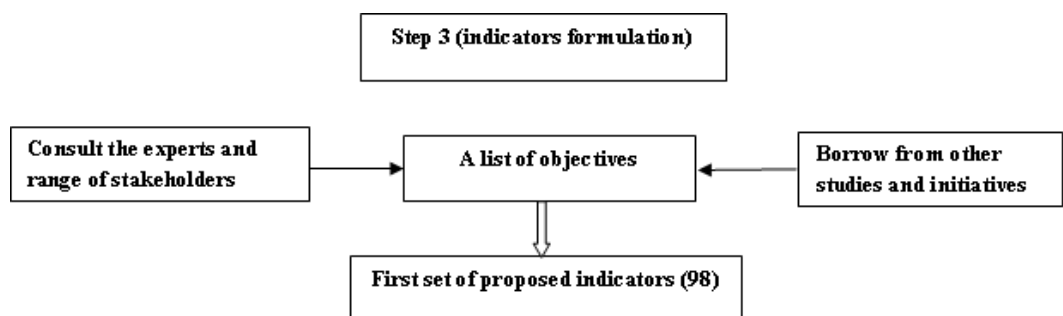 Step 3 (indicators formulation)
Consult the experts and
range of stakeholders
A list of objectives
Borrow from other
studies and initiatives
First set of proposed indicators (98)